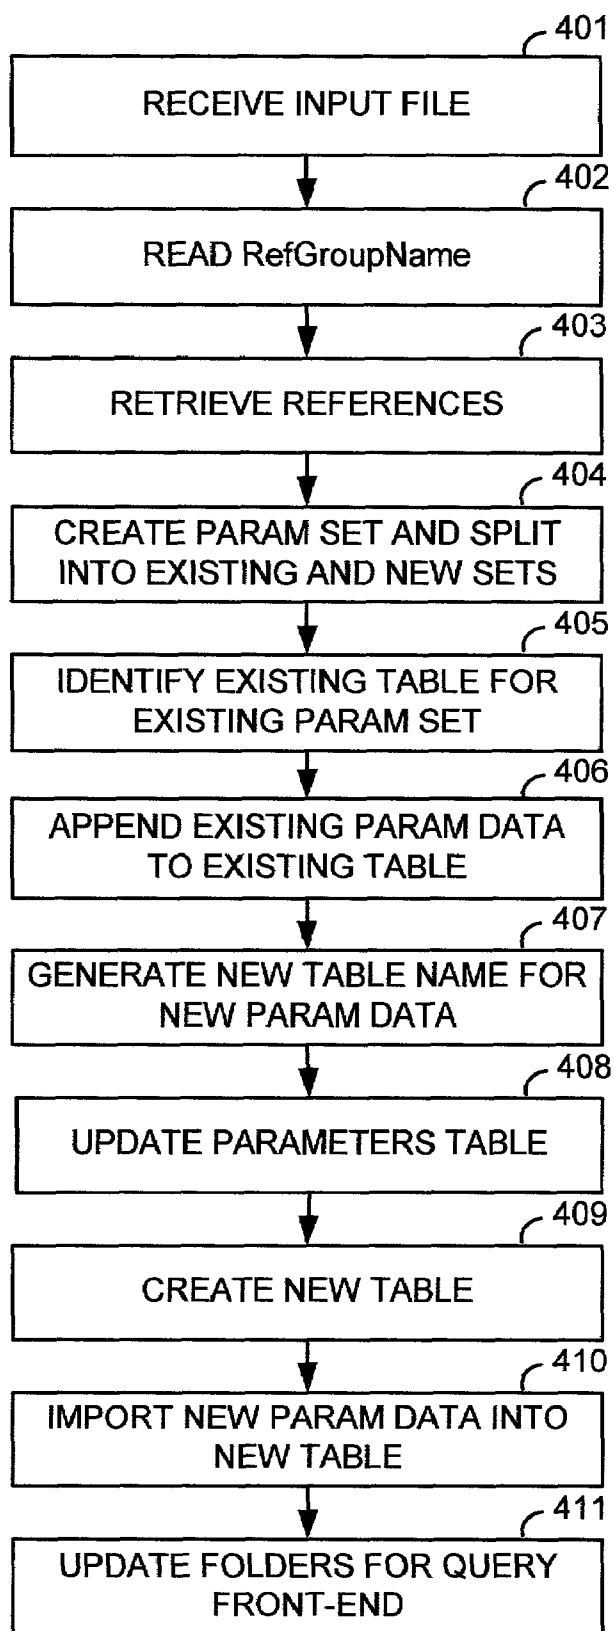 401
RECEIVE INPUT FILE
402
READ RefGroupName
403
RETRIEVE REFERENCES
404
CREATE PARAM SET AND SPLIT
INTO EXISTING AND NEW SETS
405
IDENTIFY EXISTING TABLE FOR
EXISTING PARAM SET
406
APPEND EXISTING PARAM DATA
TO EXISTING TABLE
407
GENERATE NEW TABLE NAME FOR
NEW PARAM DATA
408
UPDATE PARAMETERS TABLE
409
CREATE NEW TABLE
410
IMPORT NEW PARAM DATA INTO
NEW TABLE
411
UPDATE FOLDERS FOR QUERY
FRONT-END